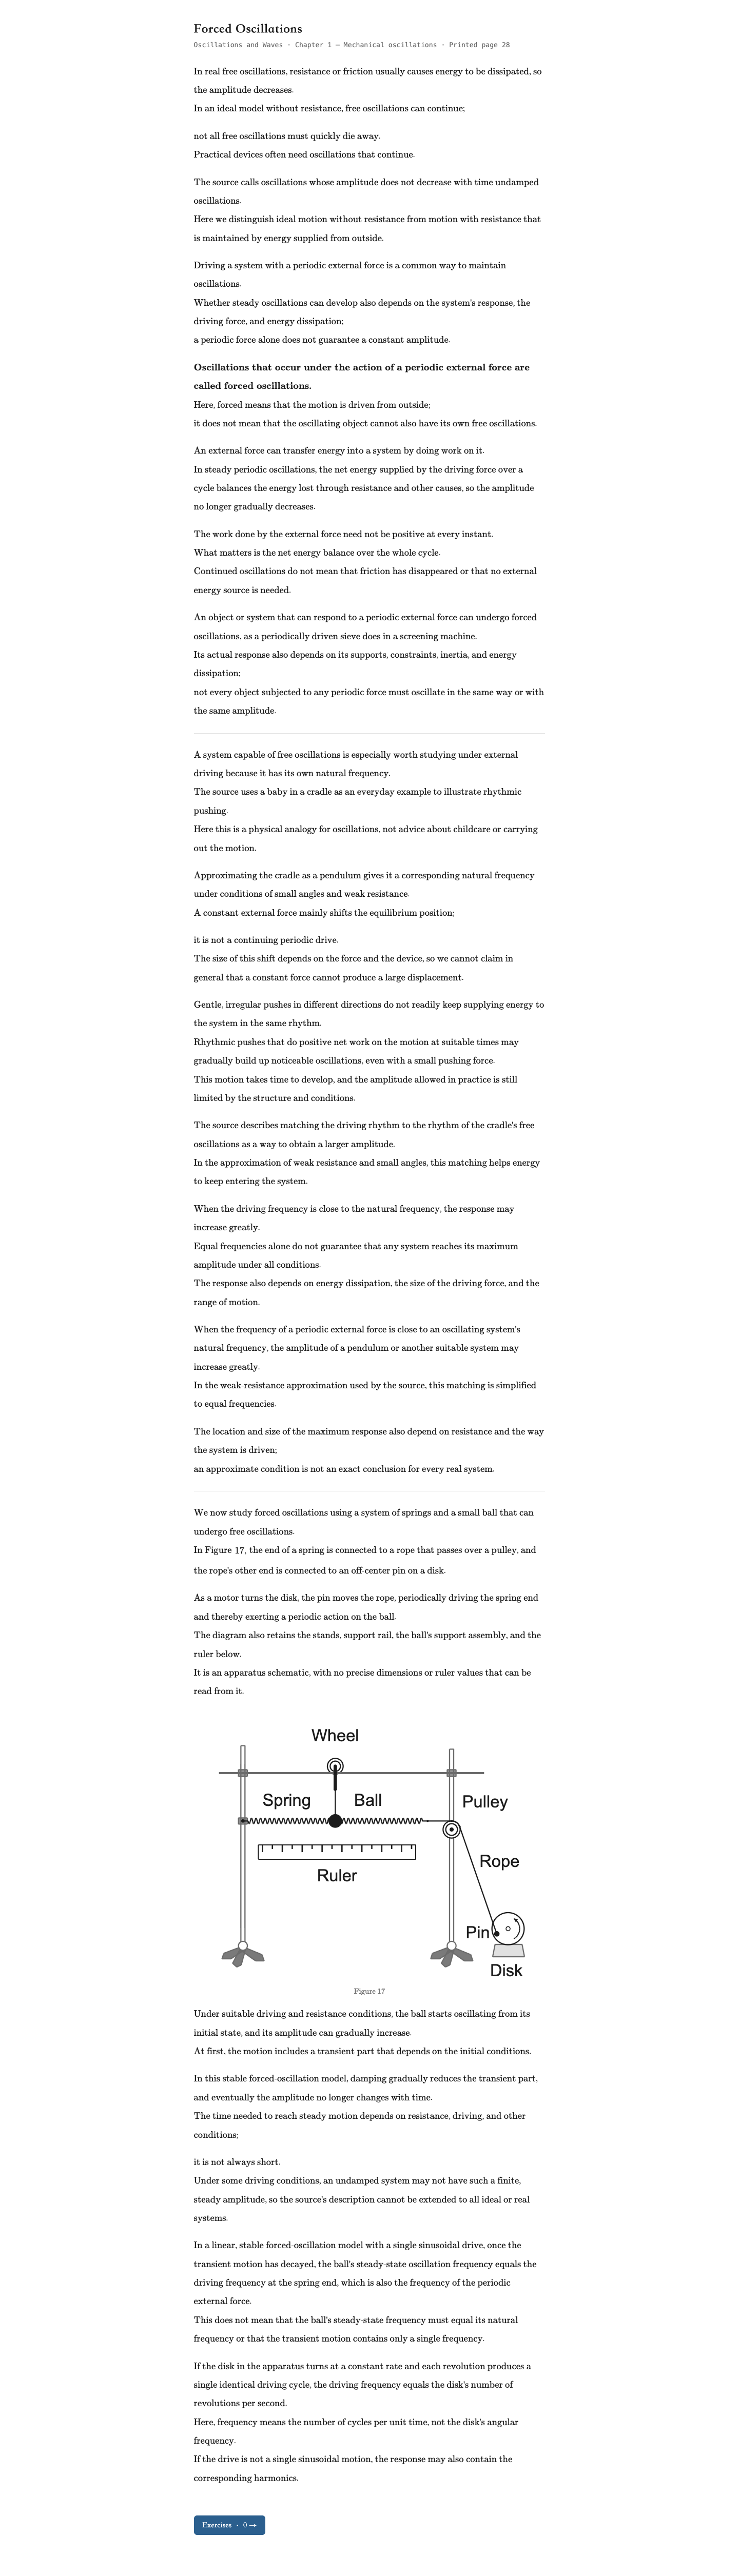 Forced Oscillations
Oscillations and Waves · Chapter 1 — Mechanical oscillations · Printed page 28
In real free oscillations, resistance or friction usually causes energy to be dissipated, so
the amplitude decreases.
In an ideal model without resistance, free oscillations can continue;
not all free oscillations must quickly die away.
Practical devices often need oscillations that continue.
The source calls oscillations whose amplitude does not decrease with time undamped
oscillations.
Here we distinguish ideal motion without resistance from motion with resistance that
is maintained by energy supplied from outside.
Driving a system with a periodic external force is a common way to maintain
oscillations.
Whether steady oscillations can develop also depends on the system's response, the
driving force, and energy dissipation;
a periodic force alone does not guarantee a constant amplitude.
Oscillations that occur under the action of a periodic external force are
called forced oscillations.
Here, forced means that the motion is driven from outside;
it does not mean that the oscillating object cannot also have its own free oscillations.
An external force can transfer energy into a system by doing work on it.
In steady periodic oscillations, the net energy supplied by the driving force over a
cycle balances the energy lost through resistance and other causes, so the amplitude
no longer gradually decreases.
The work done by the external force need not be positive at every instant.
What matters is the net energy balance over the whole cycle.
Continued oscillations do not mean that friction has disappeared or that no external
energy source is needed.
An object or system that can respond to a periodic external force can undergo forced
oscillations, as a periodically driven sieve does in a screening machine.
Its actual response also depends on its supports, constraints, inertia, and energy
dissipation;
not every object subjected to any periodic force must oscillate in the same way or with
the same amplitude.
A system capable of free oscillations is especially worth studying under external
driving because it has its own natural frequency.
The source uses a baby in a cradle as an everyday example to illustrate rhythmic
pushing.
Here this is a physical analogy for oscillations, not advice about childcare or carrying
out the motion.
Approximating the cradle as a pendulum gives it a corresponding natural frequency
under conditions of small angles and weak resistance.
A constant external force mainly shifts the equilibrium position;
it is not a continuing periodic drive.
The size of this shift depends on the force and the device, so we cannot claim in
general that a constant force cannot produce a large displacement.
Gentle, irregular pushes in different directions do not readily keep supplying energy to
the system in the same rhythm.
Rhythmic pushes that do positive net work on the motion at suitable times may
gradually build up noticeable oscillations, even with a small pushing force.
This motion takes time to develop, and the amplitude allowed in practice is still
limited by the structure and conditions.
The source describes matching the driving rhythm to the rhythm of the cradle's free
oscillations as a way to obtain a larger amplitude.
In the approximation of weak resistance and small angles, this matching helps energy
to keep entering the system.
When the driving frequency is close to the natural frequency, the response may
increase greatly.
Equal frequencies alone do not guarantee that any system reaches its maximum
amplitude under all conditions.
The response also depends on energy dissipation, the size of the driving force, and the
range of motion.
When the frequency of a periodic external force is close to an oscillating system's
natural frequency, the amplitude of a pendulum or another suitable system may
increase greatly.
In the weak-resistance approximation used by the source, this matching is simplified
to equal frequencies.
The location and size of the maximum response also depend on resistance and the way
the system is driven;
an approximate condition is not an exact conclusion for every real system.
We now study forced oscillations using a system of springs and a small ball that can
undergo free oscillations.
In Figure 17, the end of a spring is connected to a rope that passes over a pulley, and
the rope's other end is connected to an off-center pin on a disk.
As a motor turns the disk, the pin moves the rope, periodically driving the spring end
and thereby exerting a periodic action on the ball.
The diagram also retains the stands, support rail, the ball's support assembly, and the
ruler below.
It is an apparatus schematic, with no precise dimensions or ruler values that can be
read from it.
Wheel
Spring
Ball
Pulley
Ruler
Rope
Pin
Disk
Figure 17
Under suitable driving and resistance conditions, the ball starts oscillating from its
initial state, and its amplitude can gradually increase.
At first, the motion includes a transient part that depends on the initial conditions.
In this stable forced-oscillation model, damping gradually reduces the transient part,
and eventually the amplitude no longer changes with time.
The time needed to reach steady motion depends on resistance, driving, and other
conditions;
it is not always short.
Under some driving conditions, an undamped system may not have such a finite,
steady amplitude, so the source's description cannot be extended to all ideal or real
systems.
In a linear, stable forced-oscillation model with a single sinusoidal drive, once the
transient motion has decayed, the ball's steady-state oscillation frequency equals the
driving frequency at the spring end, which is also the frequency of the periodic
external force.
This does not mean that the ball's steady-state frequency must equal its natural
frequency or that the transient motion contains only a single frequency.
If the disk in the apparatus turns at a constant rate and each revolution produces a
single identical driving cycle, the driving frequency equals the disk's number of
revolutions per second.
Here, frequency means the number of cycles per unit time, not the disk's angular
frequency.
If the drive is not a single sinusoidal motion, the response may also contain the
corresponding harmonics.
Exercises · 0 →